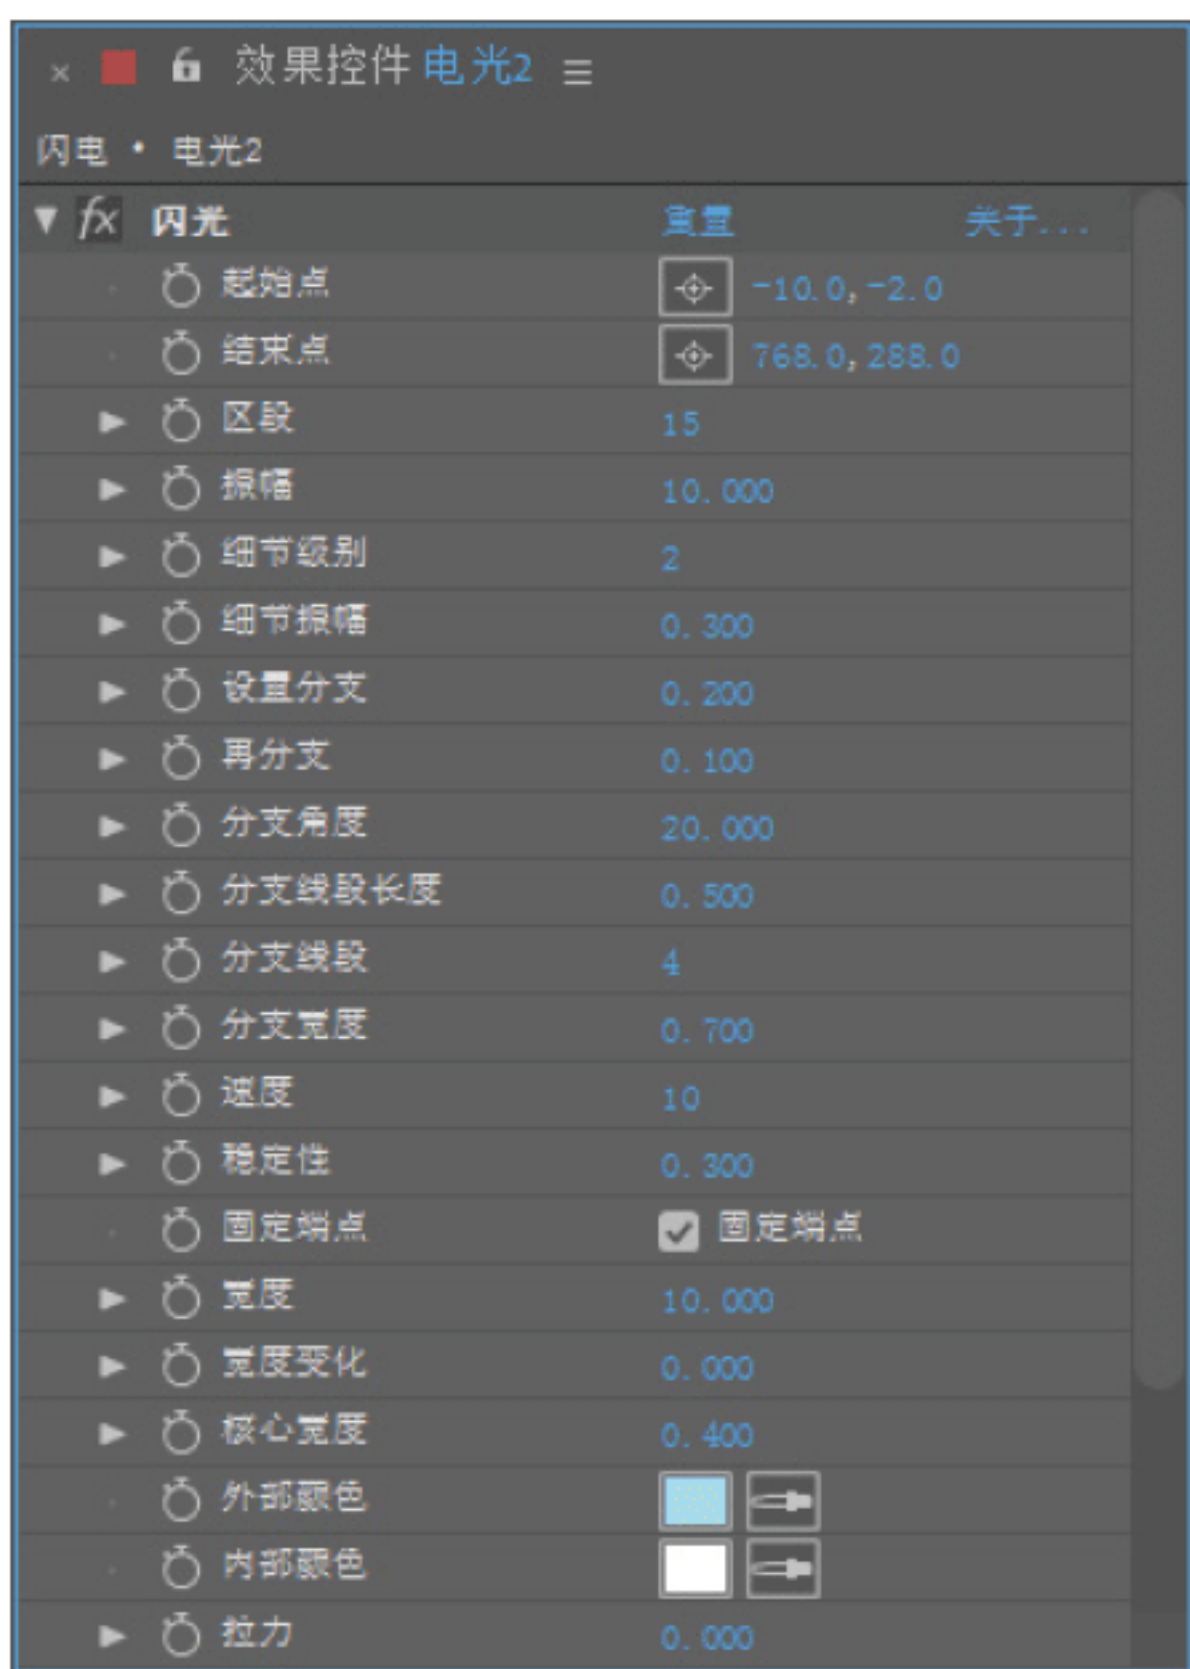 × 效果控件 电光2 ≡
闪电 • 电光2
fx 闪光 重置 关于...
起始点 -10.0,-2.0
结束点 768.0,288.0
区段 15
振幅 10.000
细节级别 2
细节振幅 0.300
设置分支 0.200
再分支 0.100
分支角度 20.000
分支线段长度 0.500
分支线段 4
分支宽度 0.700
速度 10
稳定性 0.300
固定端点 固定端点
宽度 10.000
宽度变化 0.000
核心宽度 0.400
外部颜色
内部颜色
拉力 0.000